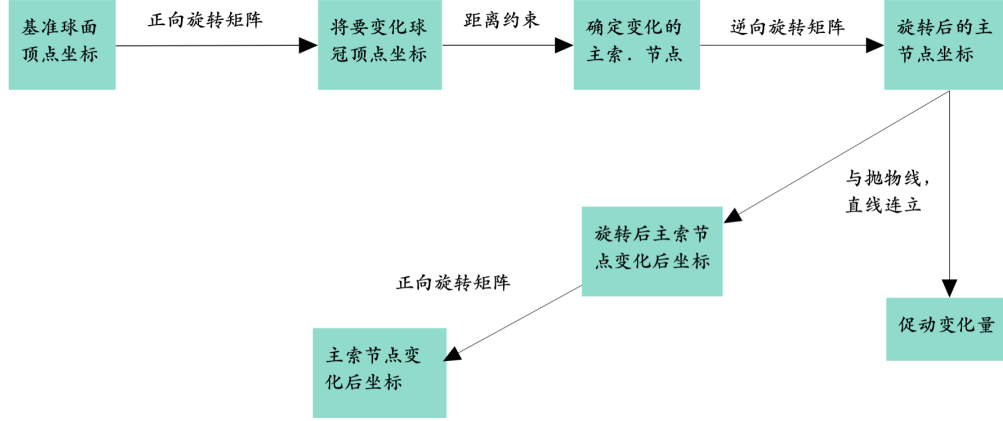 基准球面
顶点坐标
正向旋转矩阵
将要变化球
冠顶点坐标
距离约束
确定变化的
主索．节点
逆向旋转矩阵
旋转后的主
节点坐标
与抛物线，
直线连立
旋转后主索节
点变化后坐标
正向旋转矩阵
促动变化量
主索节点变
化后坐标